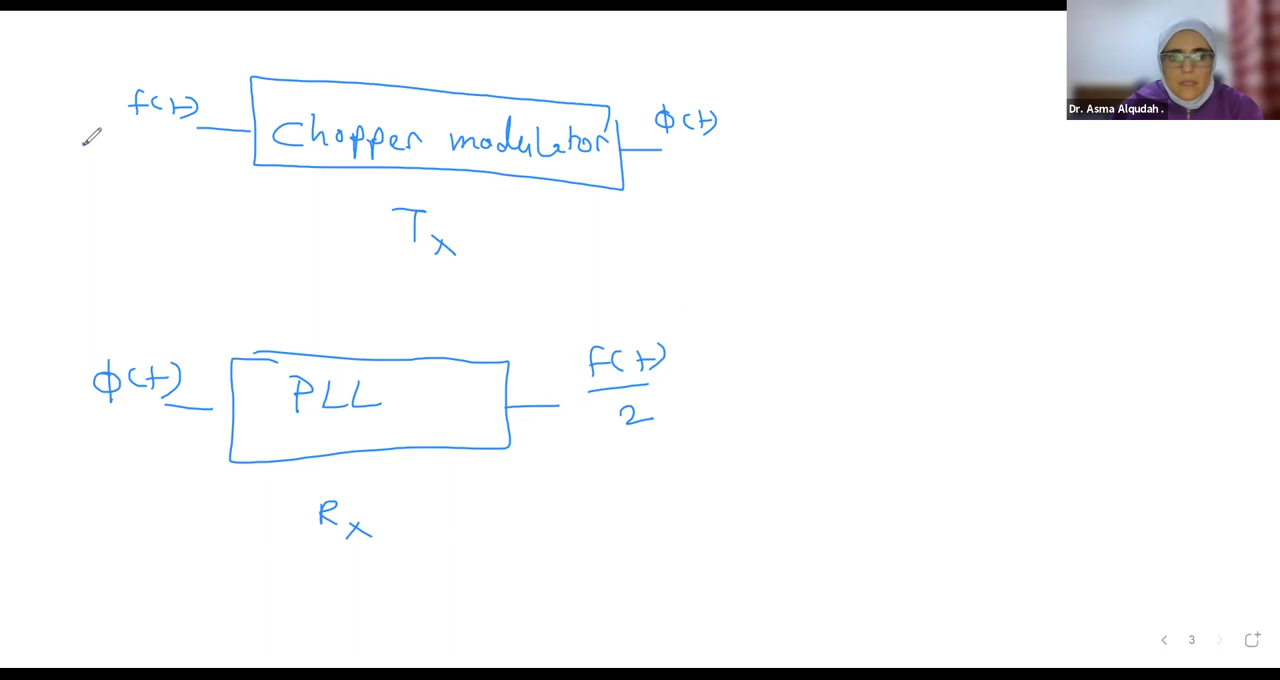 f(t)
Chopper modulator
ϕ(t)
Tx
ϕ(t)
PLL
f(t)
2
Rx
Dr. Asma Alqudah .
3